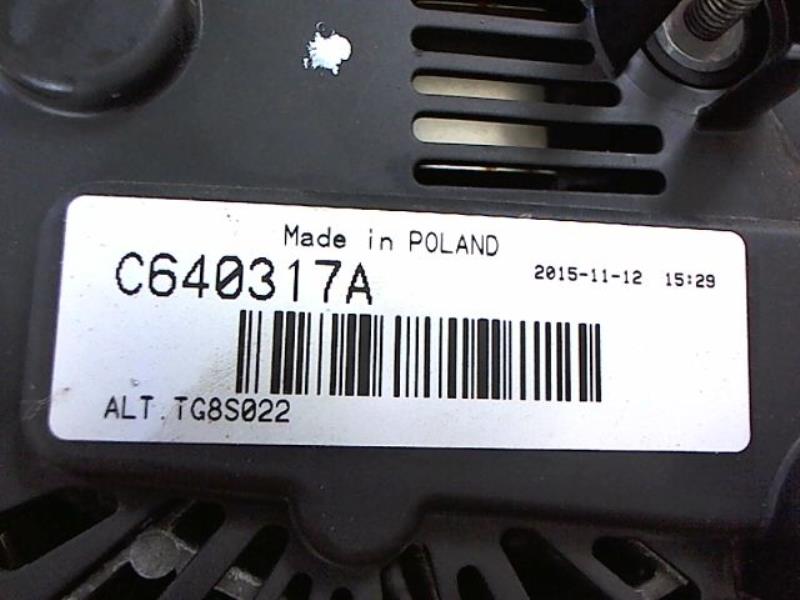 Made in POLAND
C640317A 2015-11-12 15:29
ALT. TG8S022